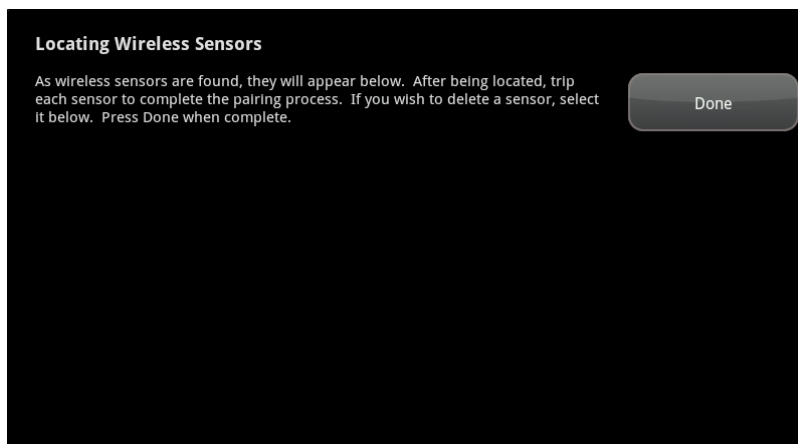 Locating Wireless Sensors
As wireless sensors are found, they will appear below.  After being located, trip
each sensor to complete the pairing process.  If you wish to delete a sensor, select
it below.  Press Done when complete.
Done